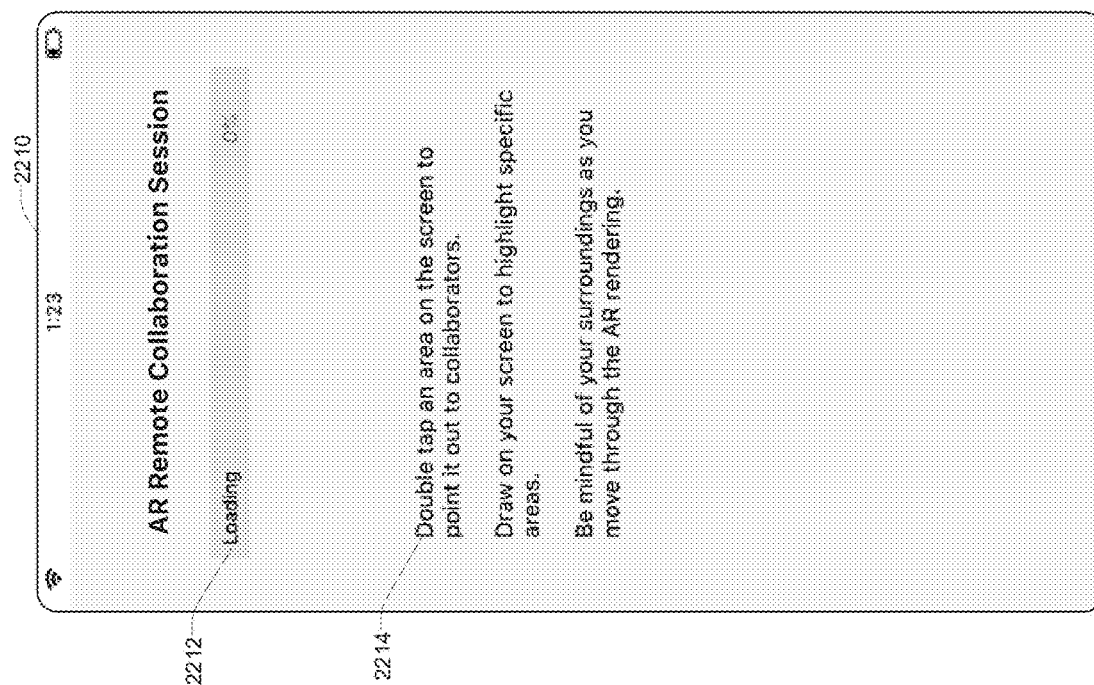 2210
1:23
AR Remote Collaboration Session
2212
Loading 0%
2214
Double tap an area on the screen to
point it out to collaborators.
Draw on your screen to highlight specific
areas.
Be mindful of your surroundings as you
move through the AR rendering.